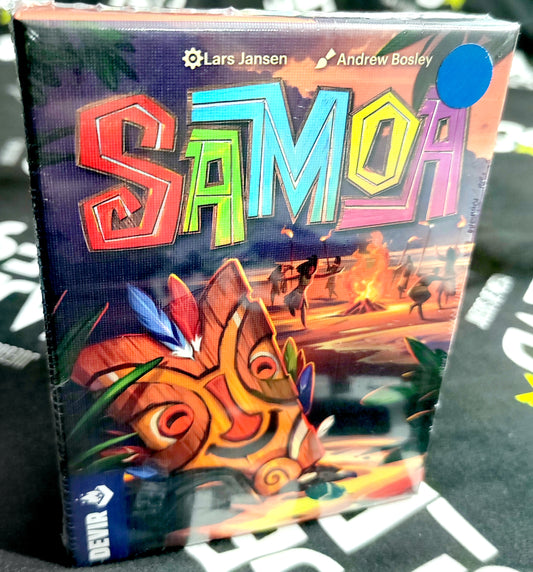 Lars Jansen
Andrew Bosley
SAMOA
DEVIR